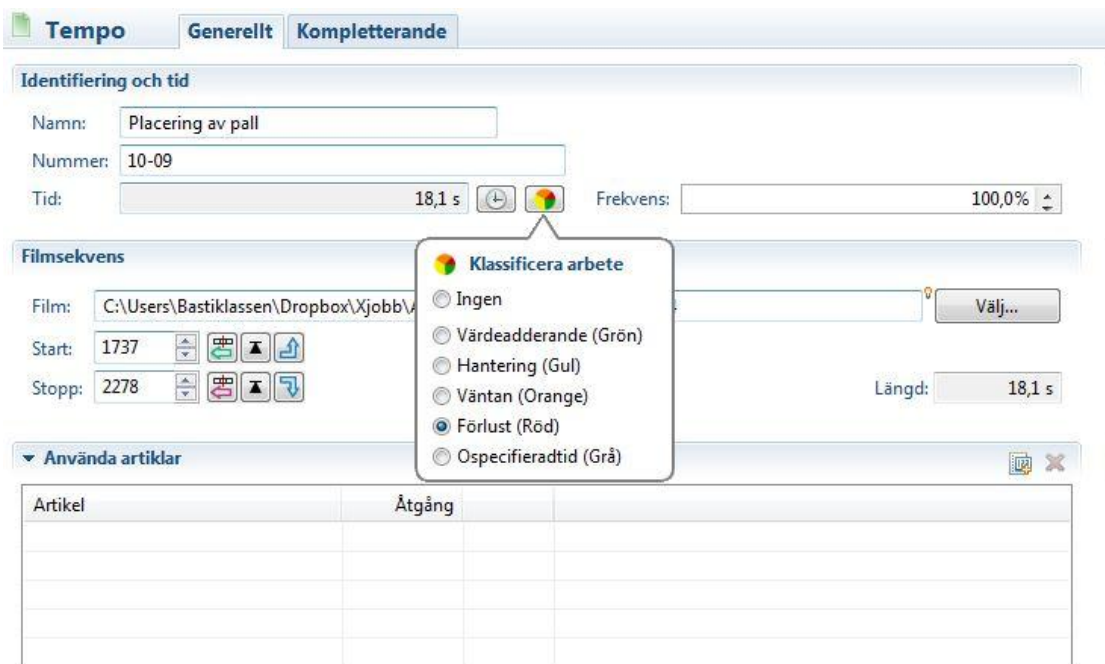 Tempo Generellt Kompletterande
Identifiering och tid
Namn: Placering av pall
Nummer: 10-09
Tid: 18,1 s Frekvens: 100,0%
Filmsekvens
Klassificera arbete
Ingen
Film: C:\Users\Bastiklassen\Dropbox\Xjobb\ Välj...
Värdeadderande (Grön)
Start: 1737
Hantering (Gul)
Stopp: 2278 Längd: 18,1 s
Väntan (Orange)
Förlust (Röd)
Ospecifieradtid (Grå)
Använda artiklar
Artikel Åtgång